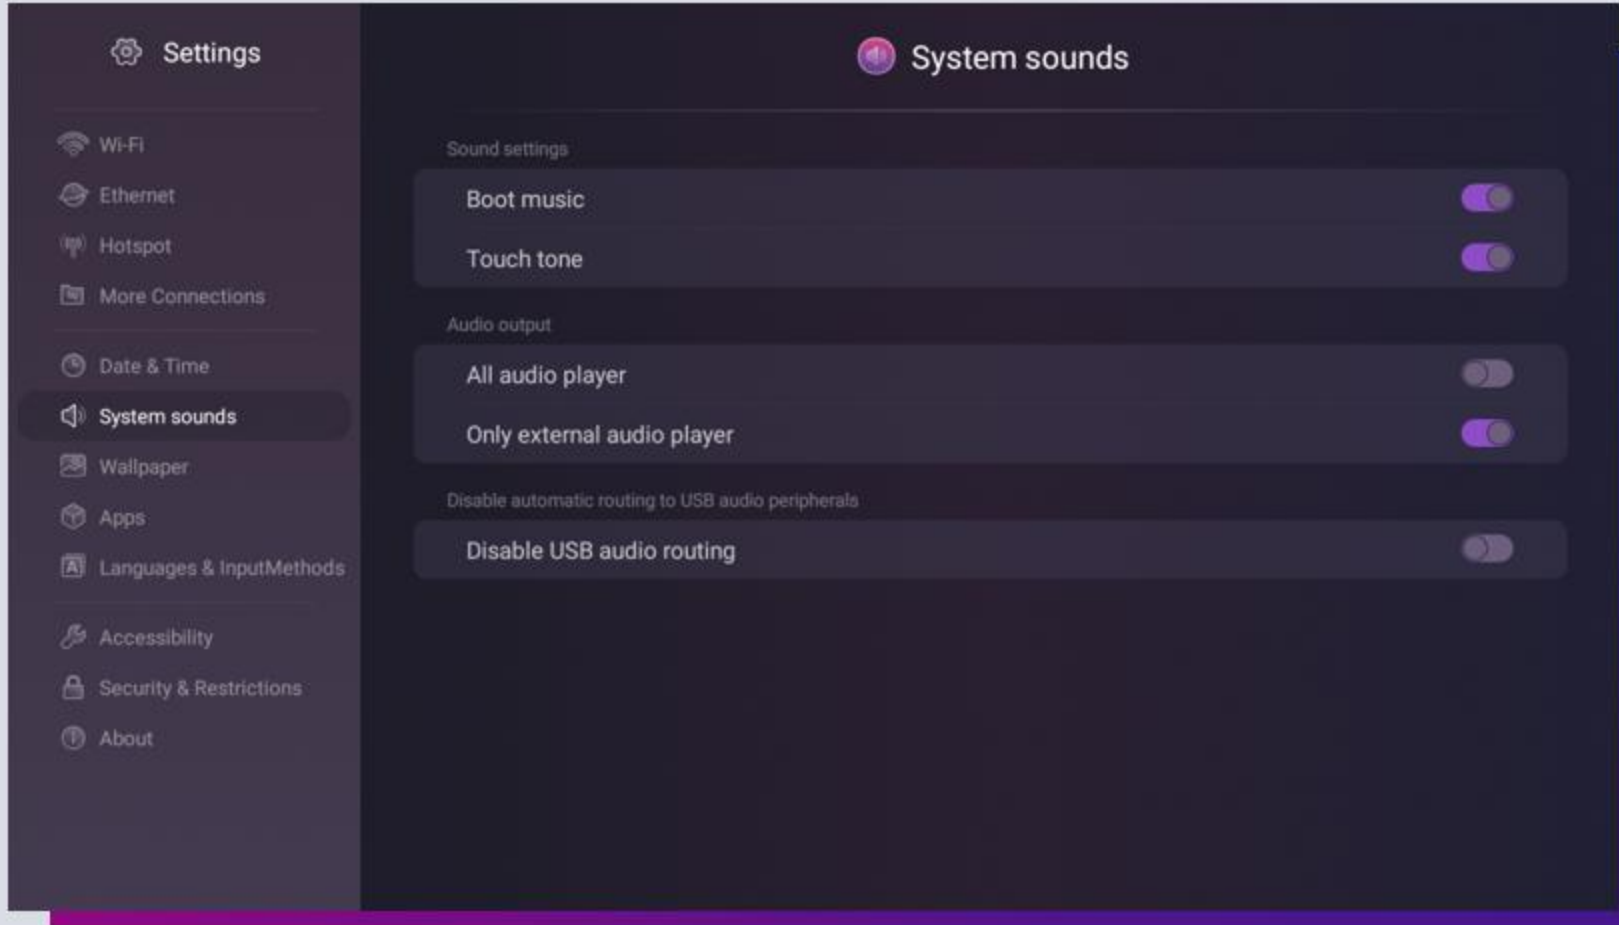 Settings
Wi-Fi
Ethernet
Hotspot
More Connections
Date & Time
System sounds
Wallpaper
Apps
Languages & InputMethods
Accessibility
Security & Restrictions
About
System sounds
Sound settings
Boot music
Touch tone
Audio output
All audio player
Only external audio player
Disable automatic routing to USB audio peripherals
Disable USB audio routing